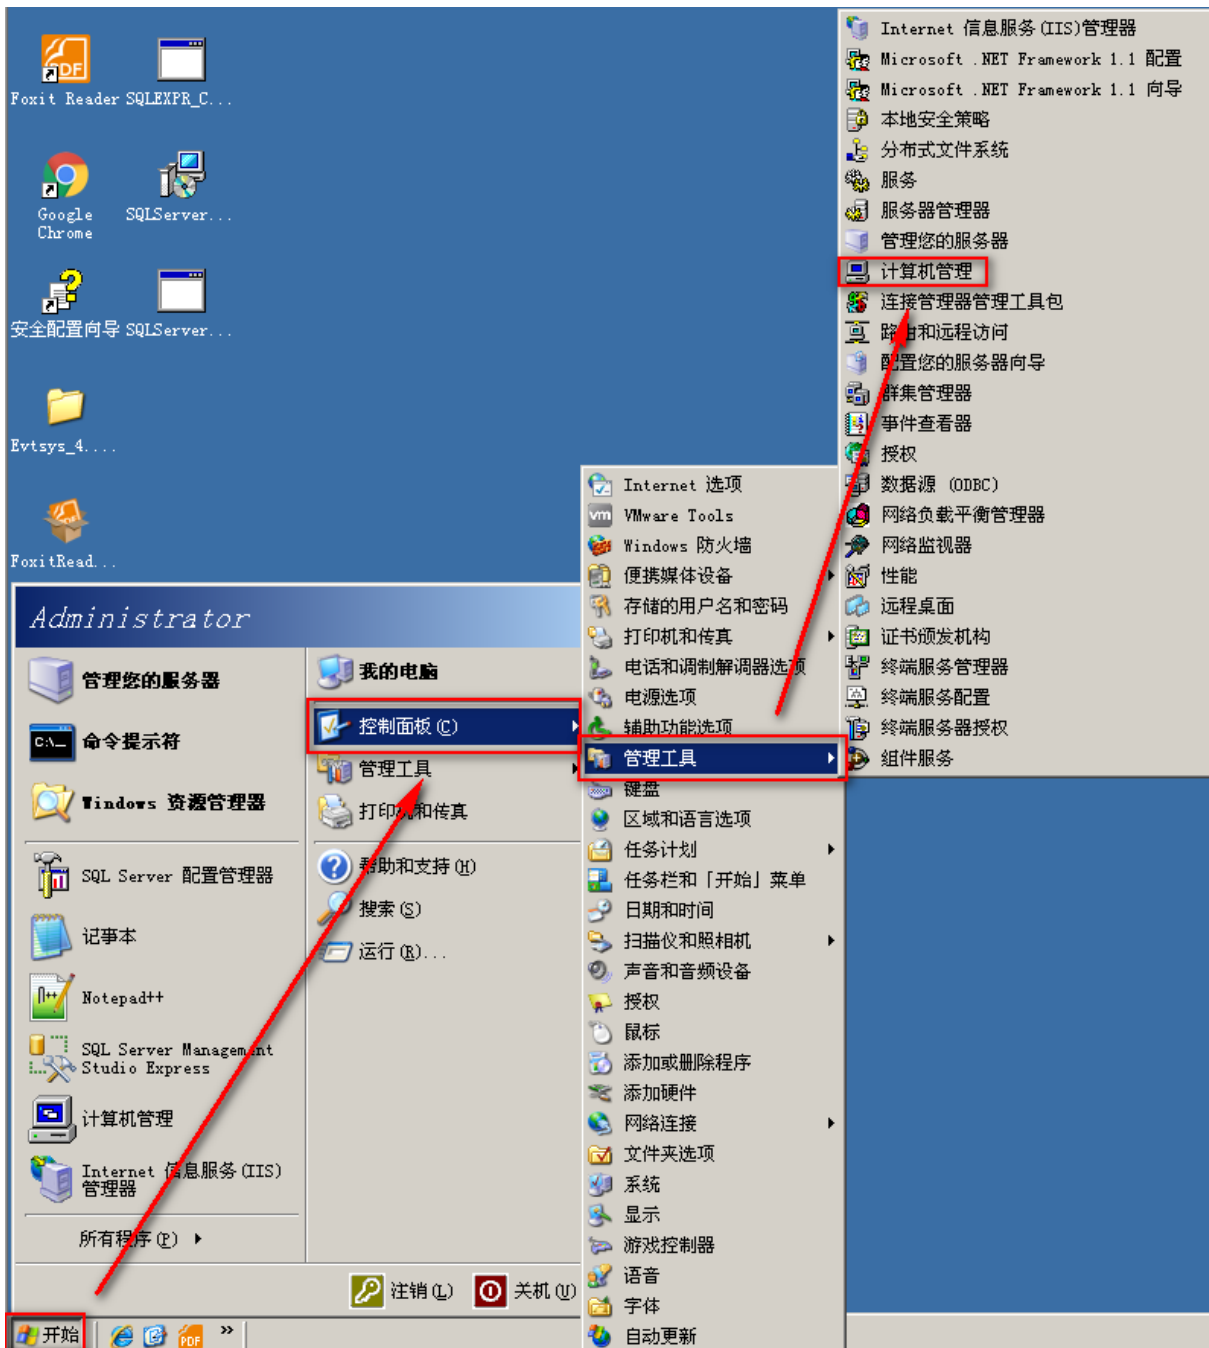 Foxit Reader
SQLEXPR_C...
Google
Chrome
SQLServer...
安全配置向导
SQLServer...
Evtsys_4....
FoxitRead...
Administrator
管理您的服务器
命令提示符
Windows 资源管理器
SQL Server 配置管理器
记事本
Notepad++
SQL Server Management
Studio Express
计算机管理
Internet 信息服务(IIS)
管理器
所有程序(P)
我的电脑
控制面板(C)
管理工具
打印机和传真
帮助和支持(H)
搜索(S)
运行(R)...
注销(L)
关机(U)
开始
Internet 选项
VMware Tools
Windows 防火墙
便携媒体设备
存储的用户名和密码
打印机和传真
电话和调制解调器选项
电源选项
辅助功能选项
管理工具
键盘
区域和语言选项
任务计划
任务栏和「开始」菜单
日期和时间
扫描仪和照相机
声音和音频设备
授权
鼠标
添加或删除程序
添加硬件
网络连接
文件夹选项
系统
显示
游戏控制器
语音
字体
自动更新
Internet 信息服务(IIS)管理器
Microsoft .NET Framework 1.1 配置
Microsoft .NET Framework 1.1 向导
本地安全策略
分布式文件系统
服务
服务器管理器
管理您的服务器
计算机管理
连接管理器管理工具包
路由和远程访问
配置您的服务器向导
群集管理器
事件查看器
授权
数据源 (ODBC)
网络负载平衡管理器
网络监视器
性能
远程桌面
证书颁发机构
终端服务管理器
终端服务配置
终端服务器授权
组件服务